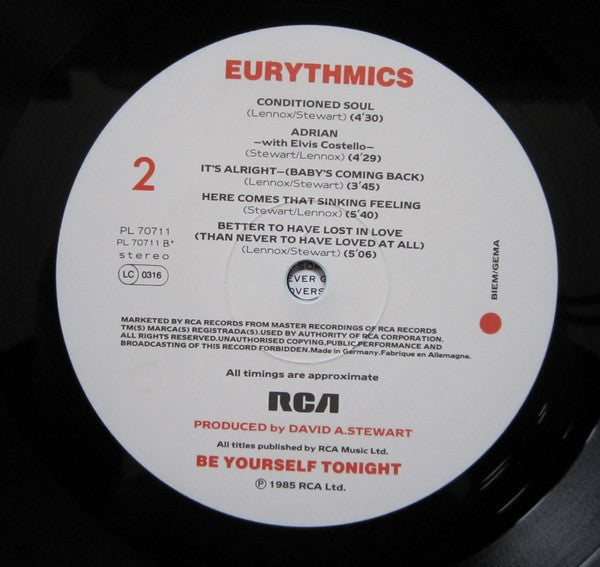 EURYTHMICS
CONDITIONED SOUL
(Lennox/Stewart) (4'30)
ADRIAN
—with Elvis Costello—
(Stewart/Lennox) (4'29)
IT'S ALRIGHT—(BABY'S COMING BACK)
(Lennox/Stewart) (3'45)
HERE COMES THAT SINKING FEELING
(Stewart/Lennox) (5'40)
BETTER TO HAVE LOST IN LOVE
(THAN NEVER TO HAVE LOVED AT ALL)
(Lennox/Stewart) (5'06)
2
PL 70711
PL 70711 B*
stereo
LC 0316
BIEM/GEMA
EVER
OVERS
MARKETED BY RCA RECORDS FROM MASTER RECORDINGS OF RCA RECORDS
TM(S) MARCA(S) REGISTRADA(S).USED BY AUTHORITY OF RCA CORPORATION.
ALL RIGHTS RESERVED.UNAUTHORISED COPYING,PUBLIC PERFORMANCE AND
BROADCASTING OF THIS RECORD FORBIDDEN.Made in Germany.Fabriqué en Allemagne.
All timings are approximate
RCA
PRODUCED by DAVID A.STEWART
All titles published by RCA Music Ltd.
BE YOURSELF TONIGHT
℗ 1985 RCA Ltd.